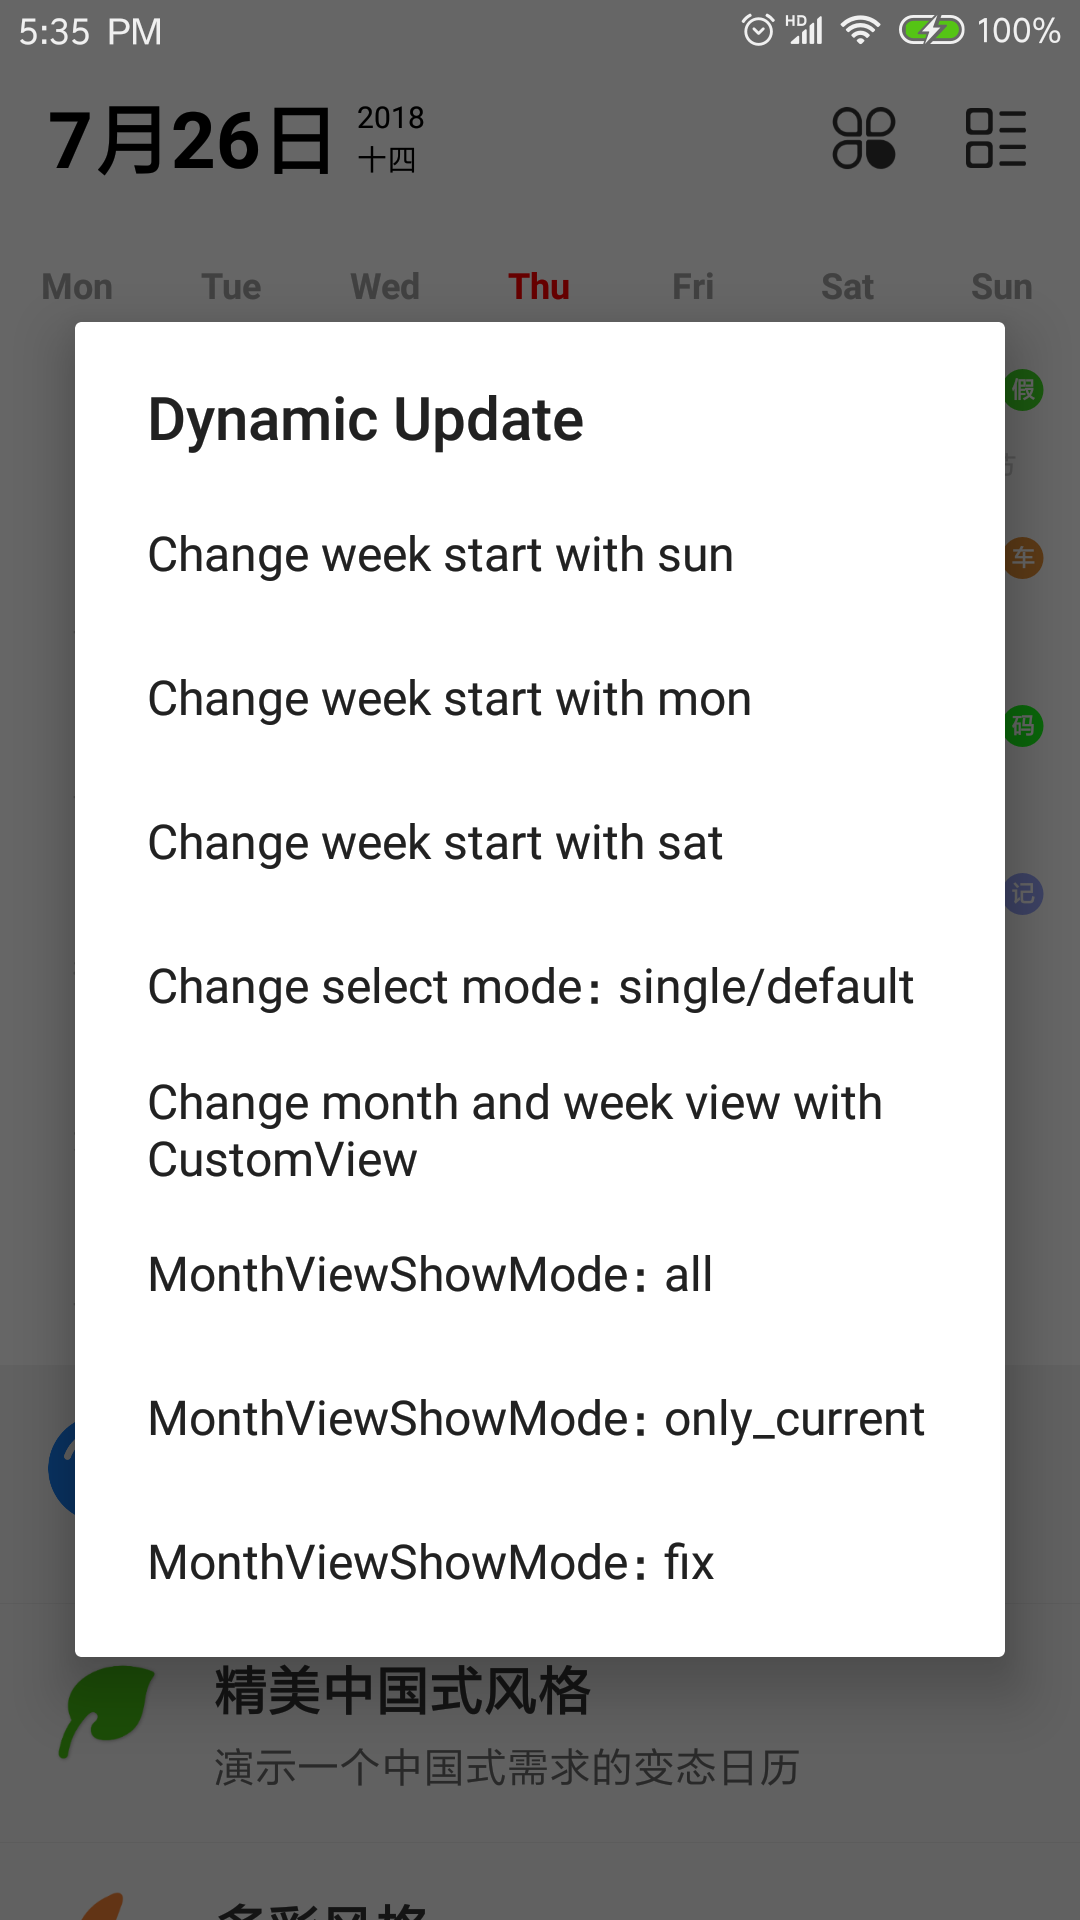 5:35 PM
HD
100%
7月26日
2018
十四
Mon Tue Wed Thu Fri Sat Sun
假
Dynamic Update
Change week start with sun
车
Change week start with mon
码
Change week start with sat
记
Change select mode：single/default
Change month and week view with
CustomView
MonthViewShowMode：all
MonthViewShowMode：only_current
MonthViewShowMode：fix
精美中国式风格
演示一个中国式需求的变态日历
多彩风格